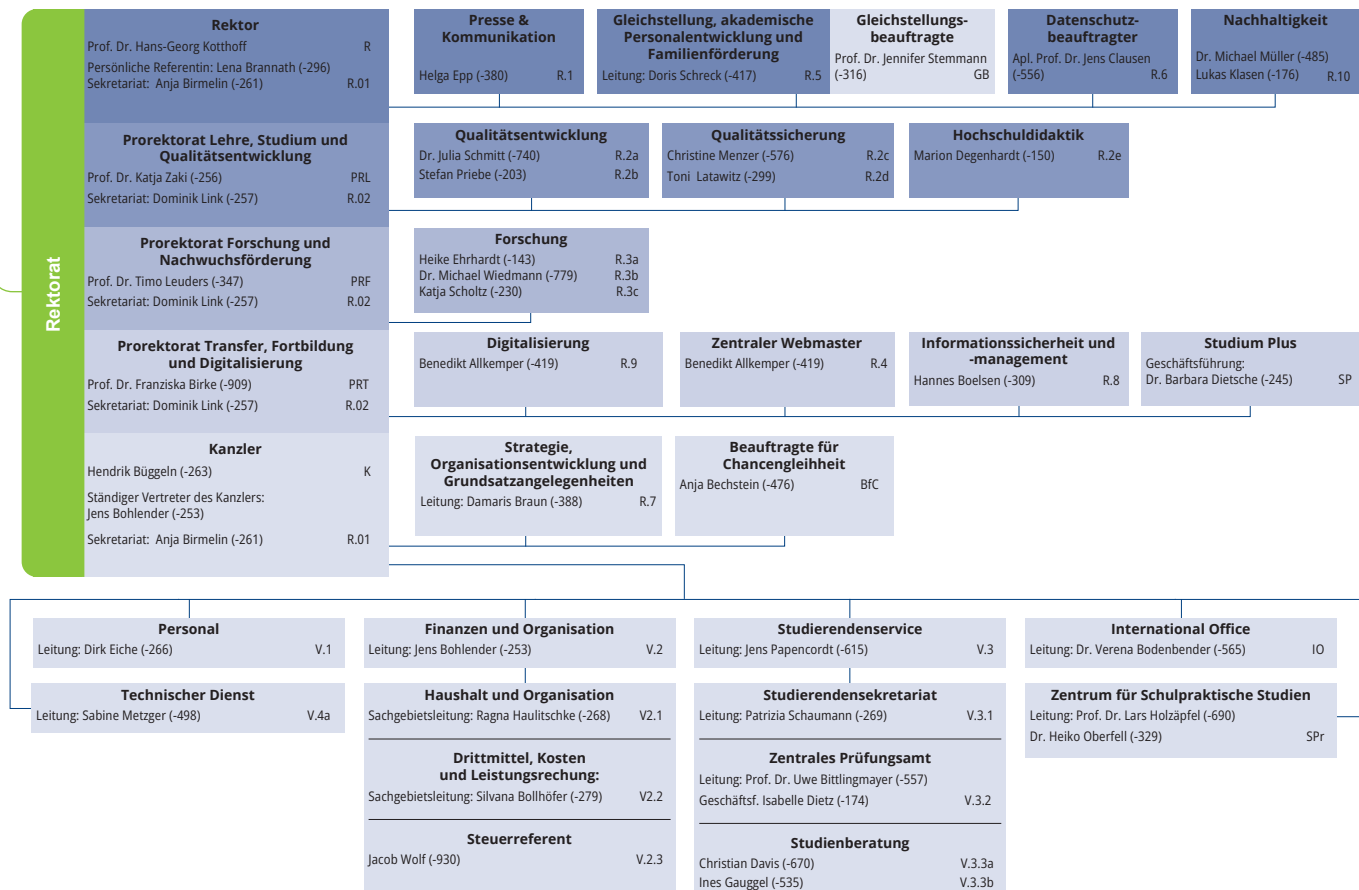 Rektorat
Rektor
Prof. Dr. Hans-Georg Kotthoff R
Persönliche Referentin: Lena Brannath (-296)
Sekretariat: Anja Birmelin (-261) R.01
Presse &
Kommunikation
Helga Epp (-380) R.1
Gleichstellung, akademische
Personalentwicklung und
Familienförderung
Leitung: Doris Schreck (-417) R.5
Gleichstellungs-
beauftragte
Prof. Dr. Jennifer Stemmann
(-316) GB
Datenschutz-
beauftragter
Apl. Prof. Dr. Jens Clausen
(-556) R.6
Nachhaltigkeit
Dr. Michael Müller (-485)
Lukas Klasen (-176) R.10
Prorektorat Lehre, Studium und
Qualitätsentwicklung
Prof. Dr. Katja Zaki (-256) PRL
Sekretariat: Dominik Link (-257) R.02
Qualitätsentwicklung
Dr. Julia Schmitt (-740) R.2a
Stefan Priebe (-203) R.2b
Qualitätssicherung
Christine Menzer (-576) R.2c
Toni Latawitz (-299) R.2d
Hochschuldidaktik
Marion Degenhardt (-150) R.2e
Prorektorat Forschung und
Nachwuchsförderung
Prof. Dr. Timo Leuders (-347) PRF
Sekretariat: Dominik Link (-257) R.02
Forschung
Heike Ehrhardt (-143) R.3a
Dr. Michael Wiedmann (-779) R.3b
Katja Scholtz (-230) R.3c
Prorektorat Transfer, Fortbildung
und Digitalisierung
Prof. Dr. Franziska Birke (-909) PRT
Sekretariat: Dominik Link (-257) R.02
Digitalisierung
Benedikt Allkemper (-419) R.9
Zentraler Webmaster
Benedikt Allkemper (-419) R.4
Informationssicherheit und
-management
Hannes Boelsen (-309) R.8
Studium Plus
Geschäftsführung:
Dr. Barbara Dietsche (-245) SP
Kanzler
Hendrik Büggeln (-263) K
Ständiger Vertreter des Kanzlers:
Jens Bohlender (-253)
Sekretariat: Anja Birmelin (-261) R.01
Strategie,
Organisationsentwicklung und
Grundsatzangelegenheiten
Leitung: Damaris Braun (-388) R.7
Beauftragte für
Chancengleihheit
Anja Bechstein (-476) BfC
Personal
Leitung: Dirk Eiche (-266) V.1
Technischer Dienst
Leitung: Sabine Metzger (-498) V.4a
Finanzen und Organisation
Leitung: Jens Bohlender (-253) V.2
Haushalt und Organisation
Sachgebietsleitung: Ragna Haulitschke (-268) V2.1
Drittmittel, Kosten
und Leistungsrechung:
Sachgebietsleitung: Silvana Bollhöfer (-279) V2.2
Steuerreferent
Jacob Wolf (-930) V.2.3
Studierendenservice
Leitung: Jens Papencordt (-615) V.3
Studierendensekretariat
Leitung: Patrizia Schaumann (-269) V.3.1
Zentrales Prüfungsamt
Leitung: Prof. Dr. Uwe Bittlingmayer (-557)
Geschäftsf. Isabelle Dietz (-174) V.3.2
Studienberatung
Christian Davis (-670) V.3.3a
Ines Gauggel (-535) V.3.3b
International Office
Leitung: Dr. Verena Bodenbender (-565) IO
Zentrum für Schulpraktische Studien
Leitung: Prof. Dr. Lars Holzäpfel (-690)
Dr. Heiko Oberfell (-329) SPr